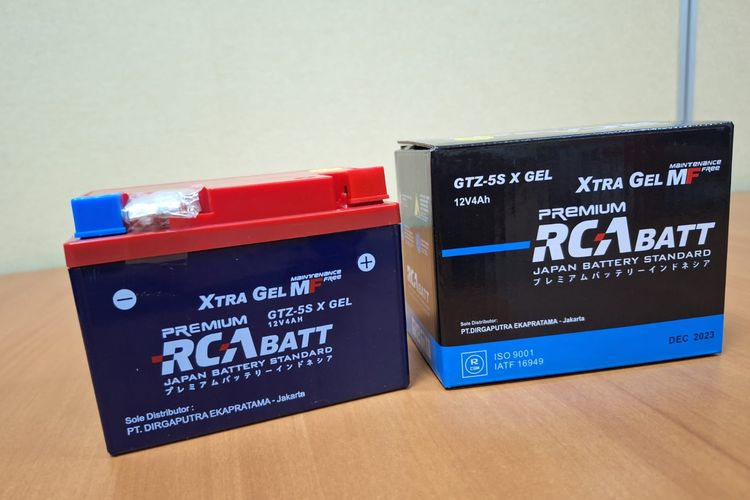 XTRA GEL MF MAINTENANCE FREE
GTZ-5S X GEL
12V4AH
PREMIUM
RCABATT
JAPAN BATTERY STANDARD
プレミアムバッテリーインドネシア
Sole Distributor :
PT. DIRGAPUTRA EKAPRATAMA - Jakarta
GTZ-5S X GEL
12V4Ah
XTRA GEL MF MAINTENANCE FREE
PREMIUM
RCABATT
JAPAN BATTERY STANDARD
プレミアムバッテリーインドネシア
Sole Distributor:
PT.DIRGAPUTRA EKAPRATAMA - Jakarta
DEC 2023
R
COM
ISO 9001
IATF 16949